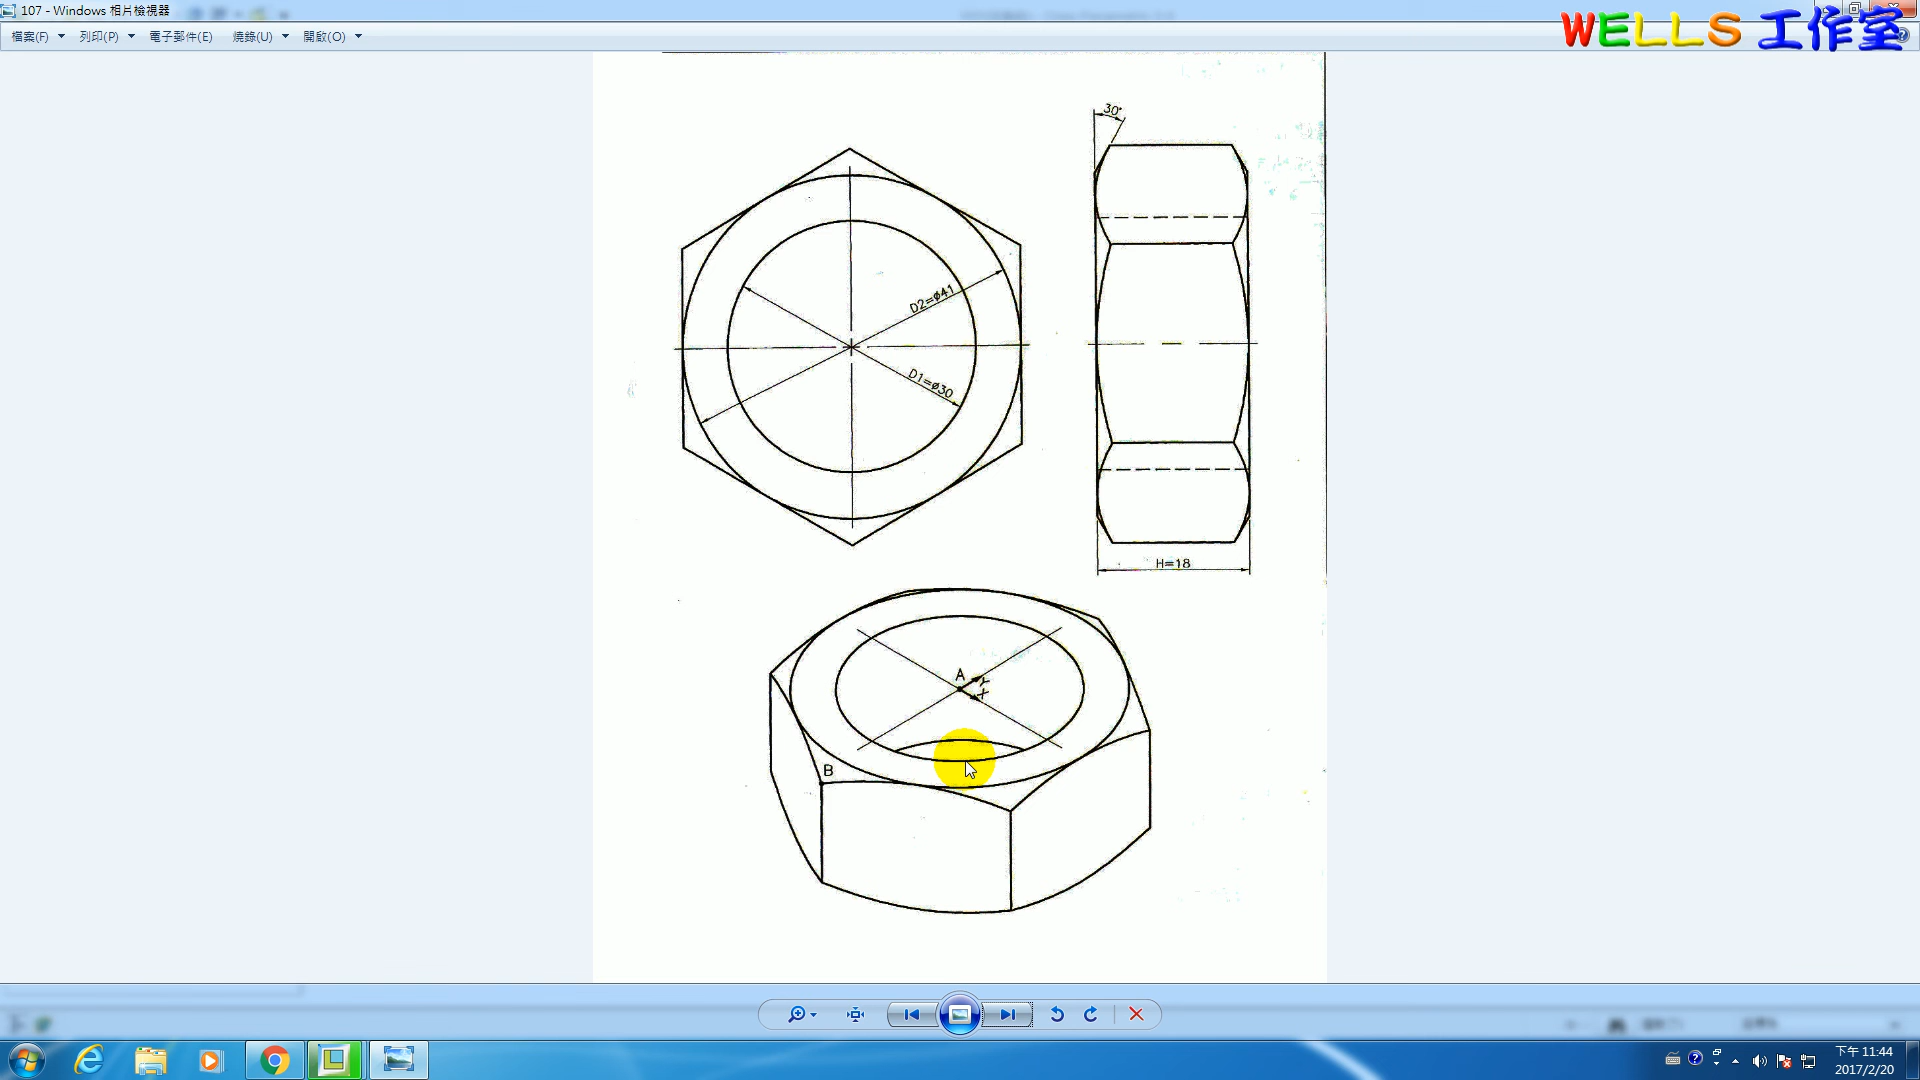 107 - Windows 相片檢視器
WELLS 工作室
檔案(F) 列印(P) 電子郵件(E) 燒錄(U) 開啟(O)
30°
D2=ø41
D1=ø30
H=18
A
Y
X
B
下午 11:44
2017/2/20